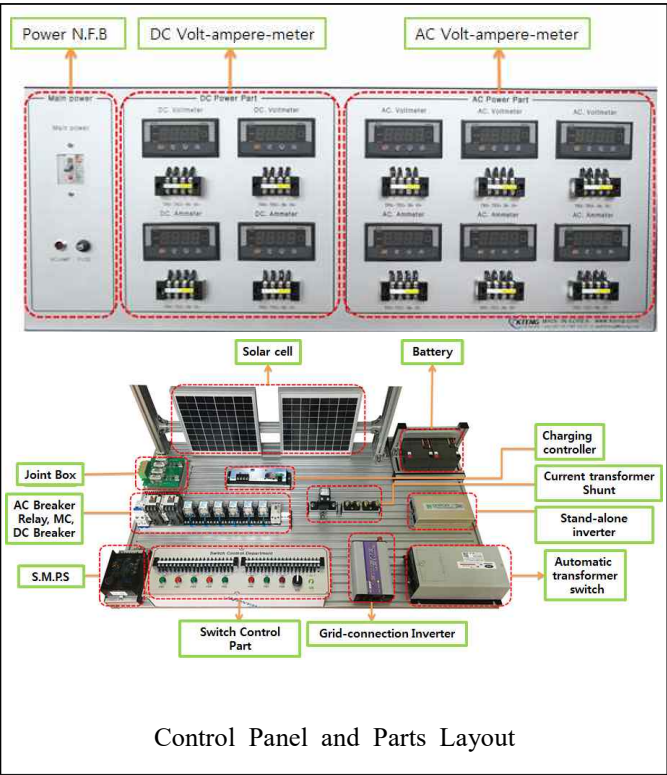 Power N.F.B
DC Volt-ampere-meter
AC Volt-ampere-meter
Main power
DC Power Part
AC Power Part
Main power
DC. Voltmeter
DC. Voltmeter
AC. Voltmeter
AC. Voltmeter
AC. Voltmeter
DC. Ammeter
DC. Ammeter
AC. Ammeter
AC. Ammeter
AC. Ammeter
FUSE
KTENG
Solar cell
Battery
Charging
controller
Joint Box
Current transformer
Shunt
AC Breaker
Relay, MC,
DC Breaker
Stand-alone
inverter
Switch Control Department
S.M.P.S
Automatic
transformer
switch
Switch Control
Part
Grid-connection Inverter
Control Panel and Parts Layout